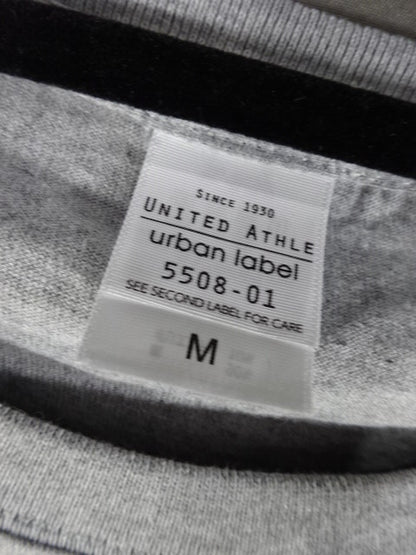 SINCE 1930
UNITED ATHLE
urban label
5508-01
SEE SECOND LABEL FOR CARE
M